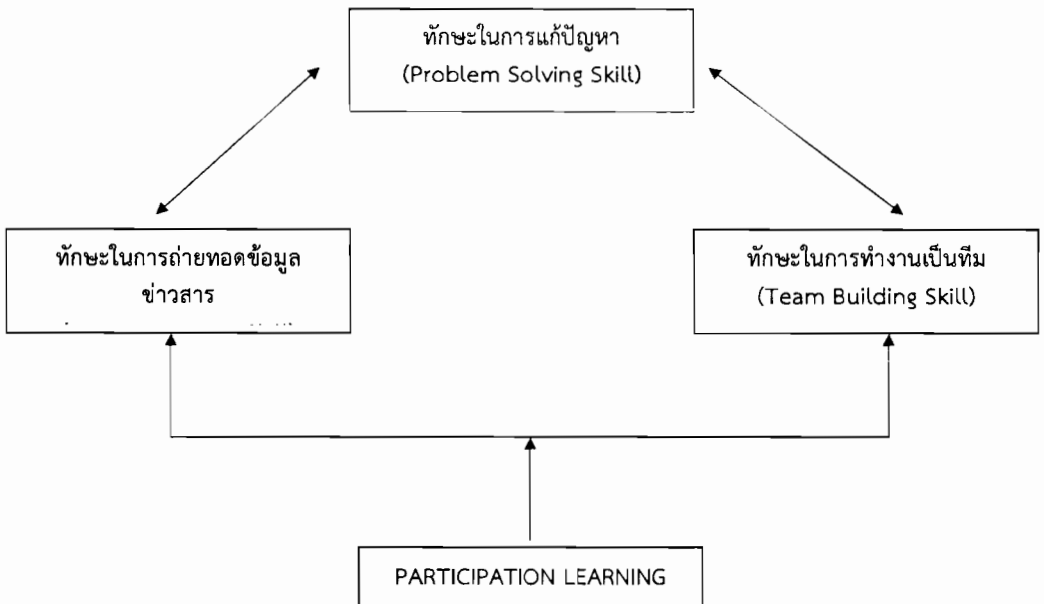 ทักษะในการแก้ปัญหา
(Problem Solving Skill)
ทักษะในการถ่ายทอดข้อมูล
ข่าวสาร
ทักษะในการทำงานเป็นทีม
(Team Building Skill)
PARTICIPATION LEARNING